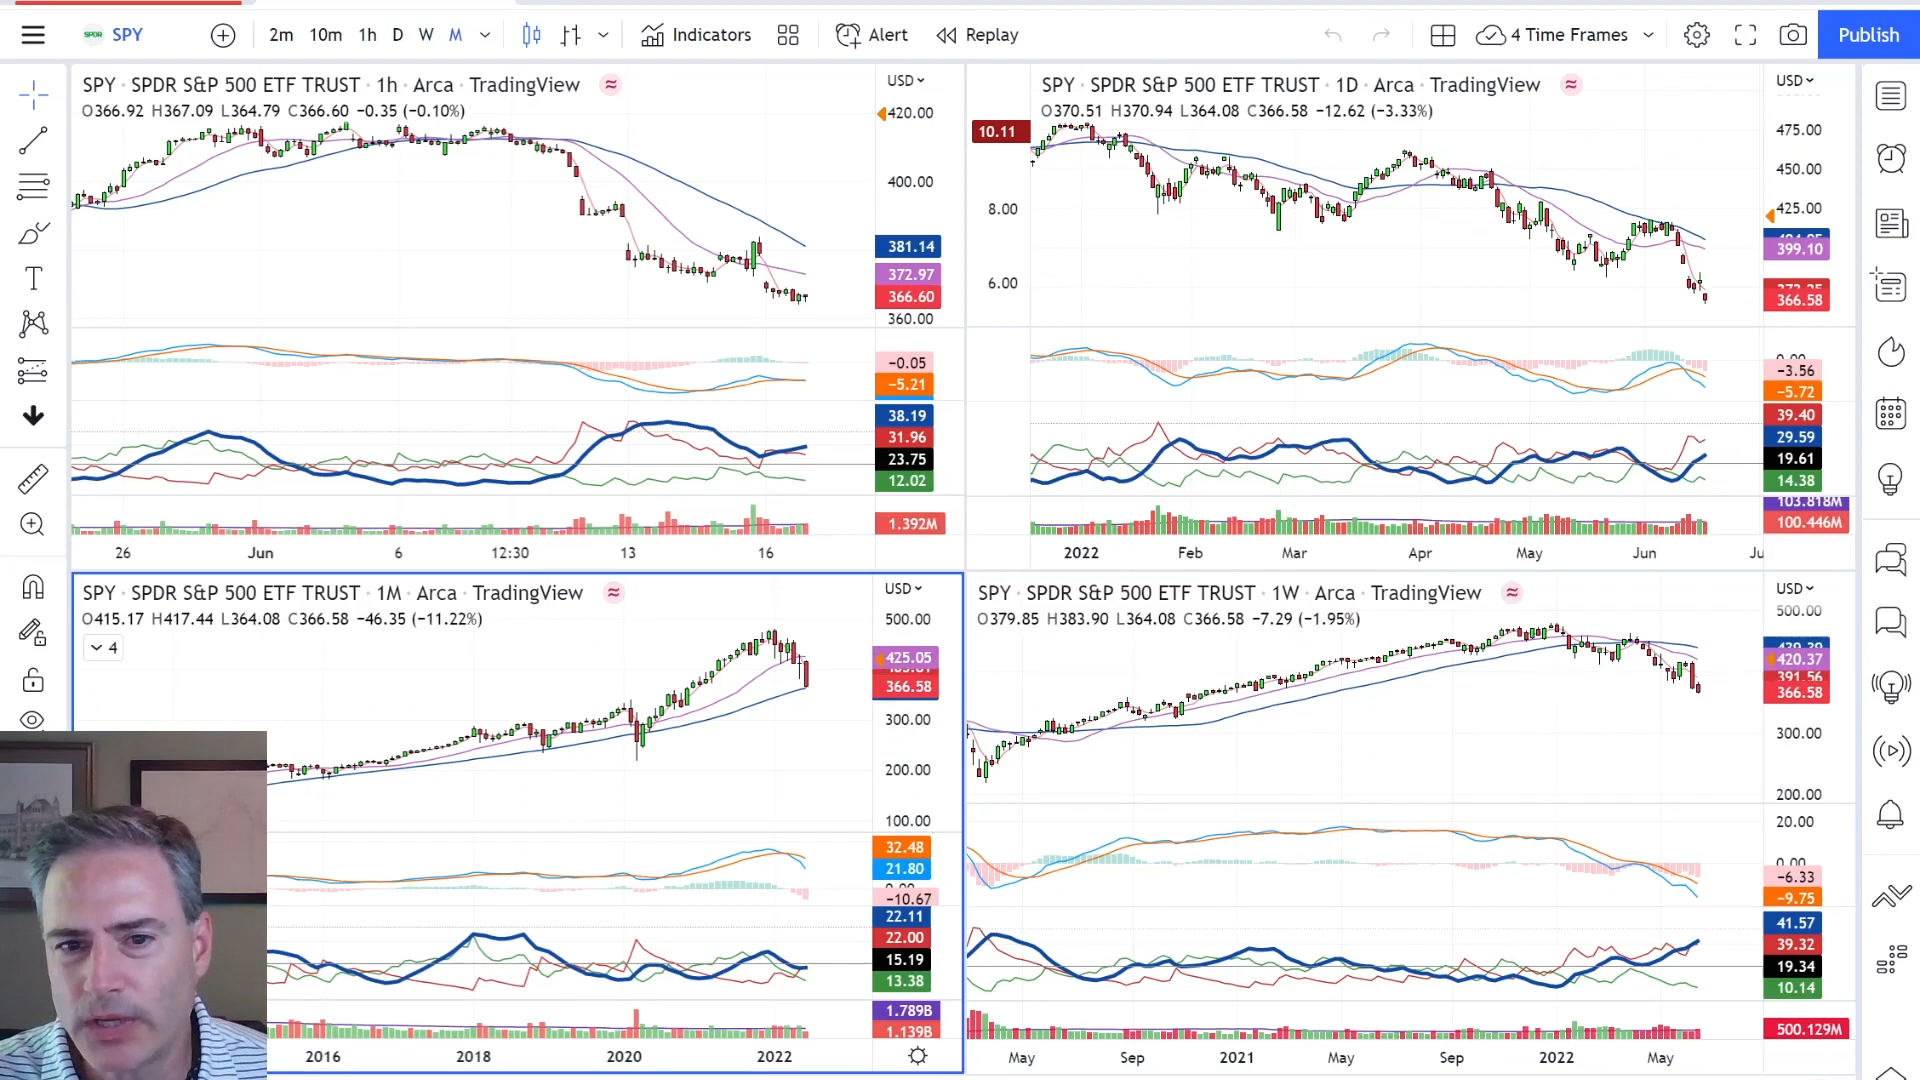 SPDR SPY 2m 10m 1h D W M Indicators Alert Replay 4 Time Frames Publish
SPY · SPDR S&P 500 ETF TRUST · 1h · Arca · TradingView
O366.92 H367.09 L364.79 C366.60 −0.35 (−0.10%)
USD
420.00
400.00
381.14
372.97
366.60
360.00
−0.05
−5.21
38.19
31.96
23.75
12.02
1.392M
26 Jun 6 12:30 13 16
SPY · SPDR S&P 500 ETF TRUST · 1D · Arca · TradingView
O370.51 H370.94 L364.08 C366.58 −12.62 (−3.33%)
10.11
8.00
6.00
USD
475.00
450.00
425.00
399.10
366.58
0.00
−3.56
−5.72
39.40
29.59
19.61
14.38
103.818M
100.446M
2022 Feb Mar Apr May Jun Ju
SPY · SPDR S&P 500 ETF TRUST · 1M · Arca · TradingView
O415.17 H417.44 L364.08 C366.58 −46.35 (−11.22%)
4
USD
500.00
425.05
366.58
300.00
200.00
100.00
32.48
21.80
−10.67
22.11
22.00
15.19
13.38
1.789B
1.139B
2016 2018 2020 2022
SPY · SPDR S&P 500 ETF TRUST · 1W · Arca · TradingView
O379.85 H383.90 L364.08 C366.58 −7.29 (−1.95%)
USD
500.00
420.37
391.56
366.58
300.00
200.00
20.00
0.00
−6.33
−9.75
41.57
39.32
19.34
10.14
500.129M
May Sep 2021 May Sep 2022 May